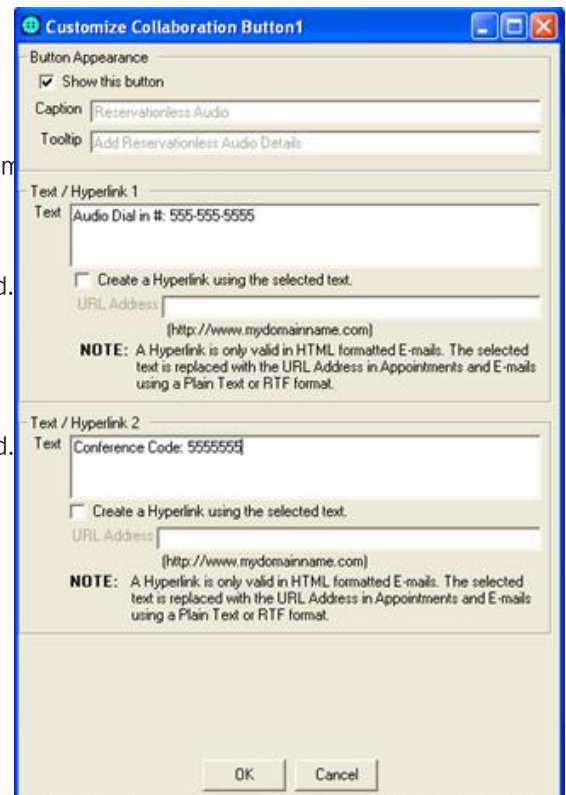 Customize Collaboration Button1
Button Appearance
Show this button
Caption Reservationless Audio
Tooltip Add Reservationless Audio Details
Text / Hyperlink 1
Text Audio Dial in #: 555-555-5555
Create a Hyperlink using the selected text.
URL Address
(http://www.mydomainname.com)
NOTE: A Hyperlink is only valid in HTML formatted E-mails. The selected
text is replaced with the URL Address in Appointments and E-mails
using a Plain Text or RTF format.
Text / Hyperlink 2
Text Conference Code: 5555555
Create a Hyperlink using the selected text.
URL Address
(http://www.mydomainname.com)
NOTE: A Hyperlink is only valid in HTML formatted E-mails. The selected
text is replaced with the URL Address in Appointments and E-mails
using a Plain Text or RTF format.
OK Cancel